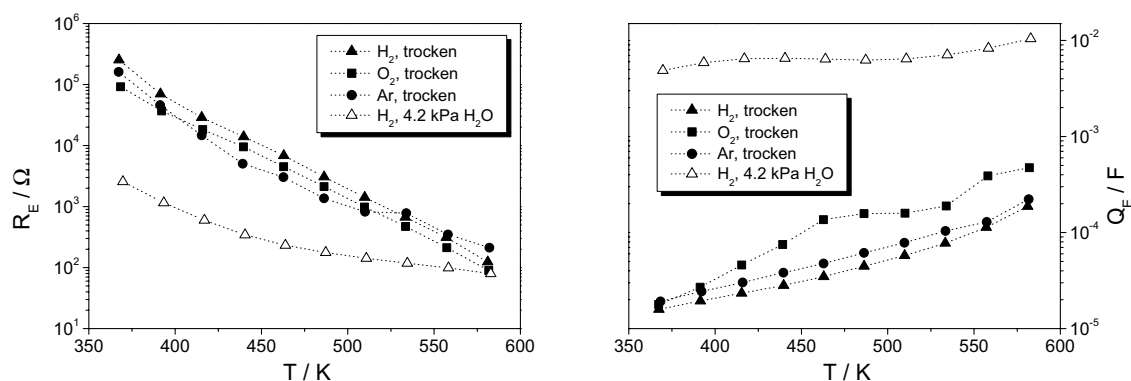 10⁶
10⁵
10⁴
10³
10²
10¹
R_E / Ω
H₂, trocken
O₂, trocken
Ar, trocken
H₂, 4.2 kPa H₂O
350 400 450 500 550 600
T / K
H₂, trocken
O₂, trocken
Ar, trocken
H₂, 4.2 kPa H₂O
10⁻²
10⁻³
10⁻⁴
10⁻⁵
Q_E / F
350 400 450 500 550 600
T / K